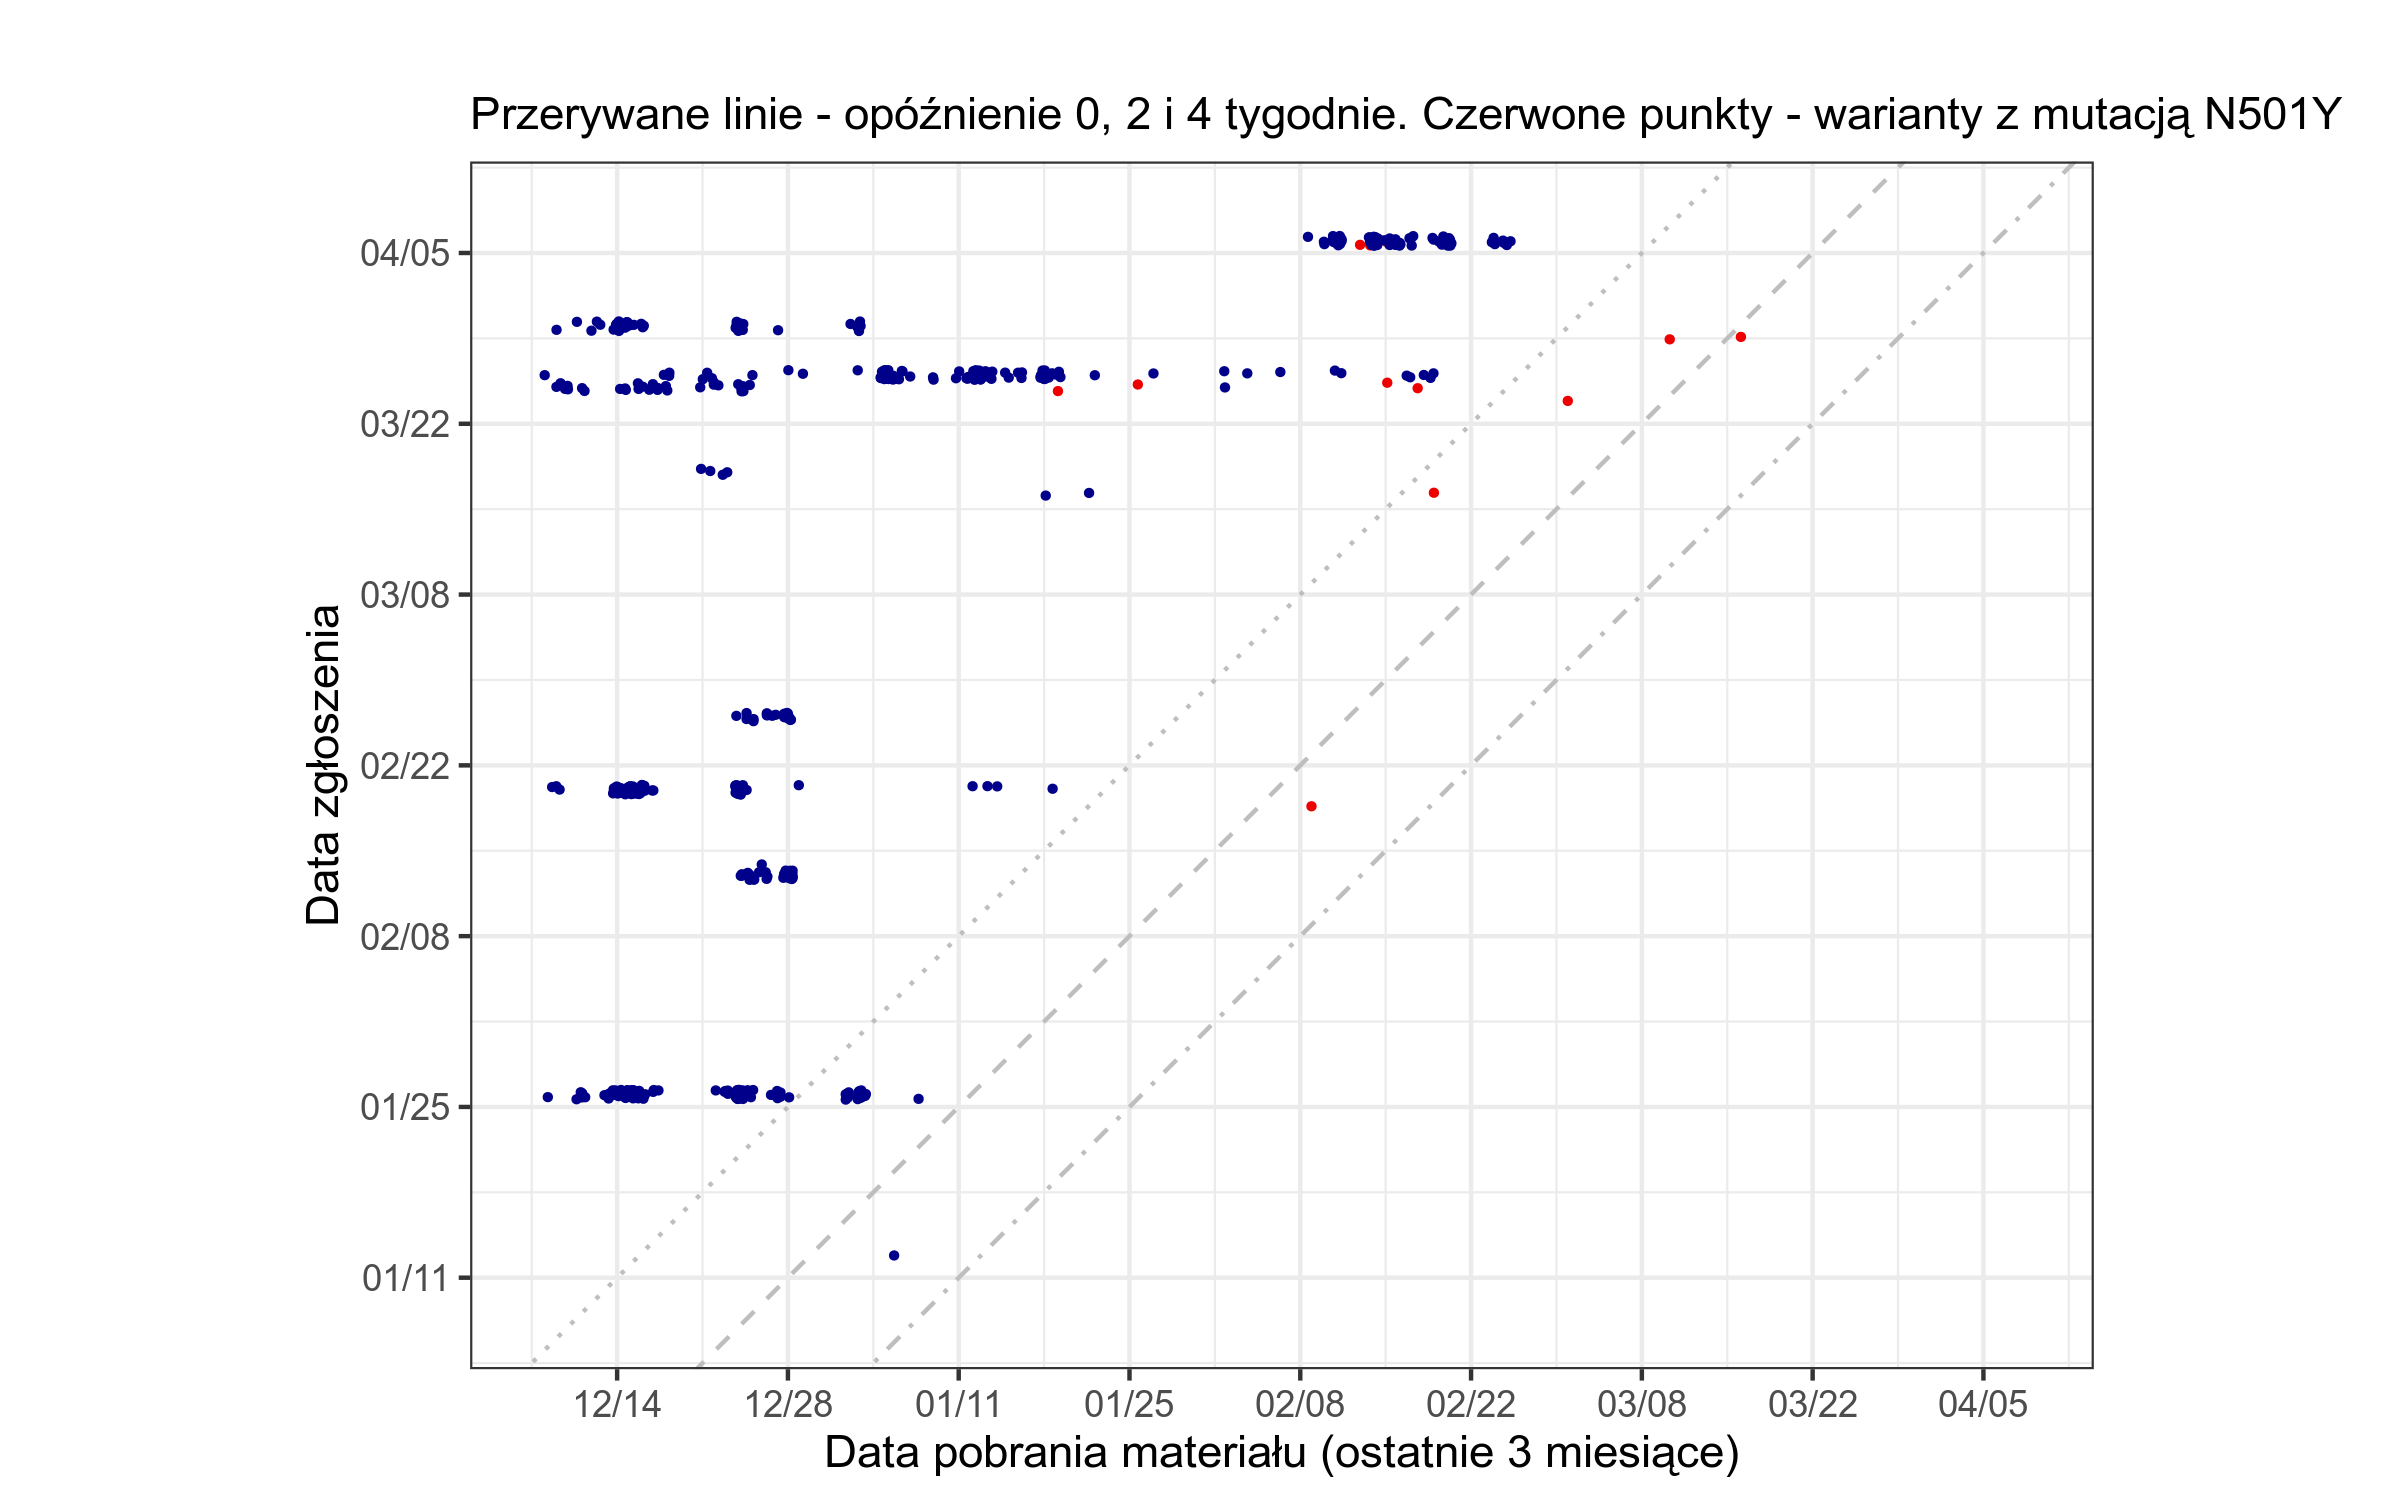 Przerywane linie - opóźnienie 0, 2 i 4 tygodnie. Czerwone punkty - warianty z mutacją N501Y
04/05
03/22
03/08
02/22
02/08
01/25
01/11
Data zgłoszenia
12/14 12/28 01/11 01/25 02/08 02/22 03/08 03/22 04/05
Data pobrania materiału (ostatnie 3 miesiące)